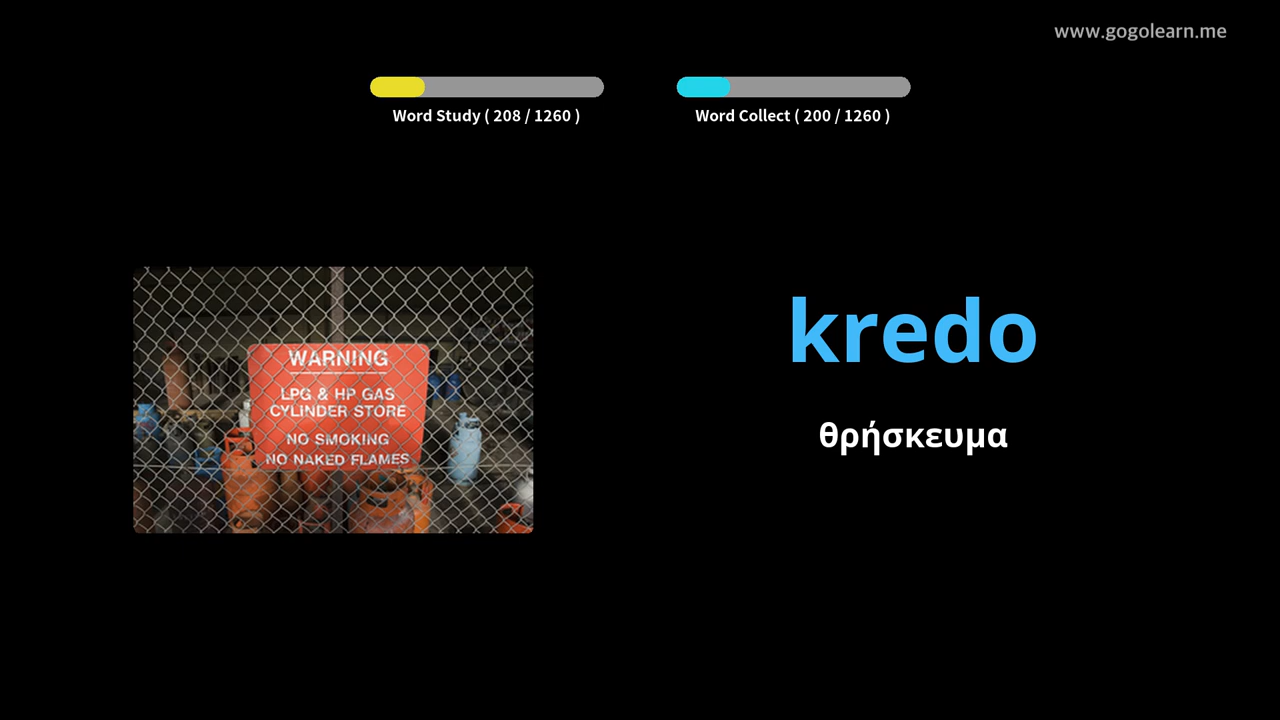 www.gogolearn.me
Word Study ( 208 / 1260 )
Word Collect ( 200 / 1260 )
WARNING
LPG & HP GAS
CYLINDER STORE
NO SMOKING
NO NAKED FLAMES
kredo
θρήσκευμα